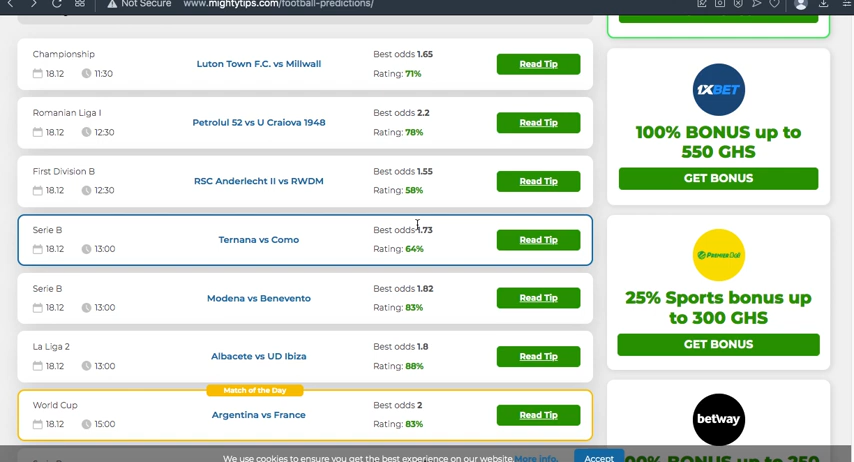 Not Secure www.mightytips.com/football-predictions/
Championship
18.12 11:30
Luton Town F.C. vs Millwall
Best odds 1.65
Rating: 71%
Read Tip
Romanian Liga I
18.12 12:30
Petrolul 52 vs U Craiova 1948
Best odds 2.2
Rating: 78%
Read Tip
First Division B
18.12 12:30
RSC Anderlecht II vs RWDM
Best odds 1.55
Rating: 58%
Read Tip
Serie B
18.12 13:00
Ternana vs Como
Best odds 1.73
Rating: 64%
Read Tip
Serie B
18.12 13:00
Modena vs Benevento
Best odds 1.82
Rating: 83%
Read Tip
La Liga 2
18.12 13:00
Albacete vs UD Ibiza
Best odds 1.8
Rating: 88%
Read Tip
Match of the Day
World Cup
18.12 15:00
Argentina vs France
Best odds 2
Rating: 83%
Read Tip
1XBET
100% BONUS up to
550 GHS
GET BONUS
PREMIER
25% Sports bonus up
to 300 GHS
GET BONUS
betway
BONUS up to 250
We use cookies to ensure you get the best experience on our website. More info.
Accept